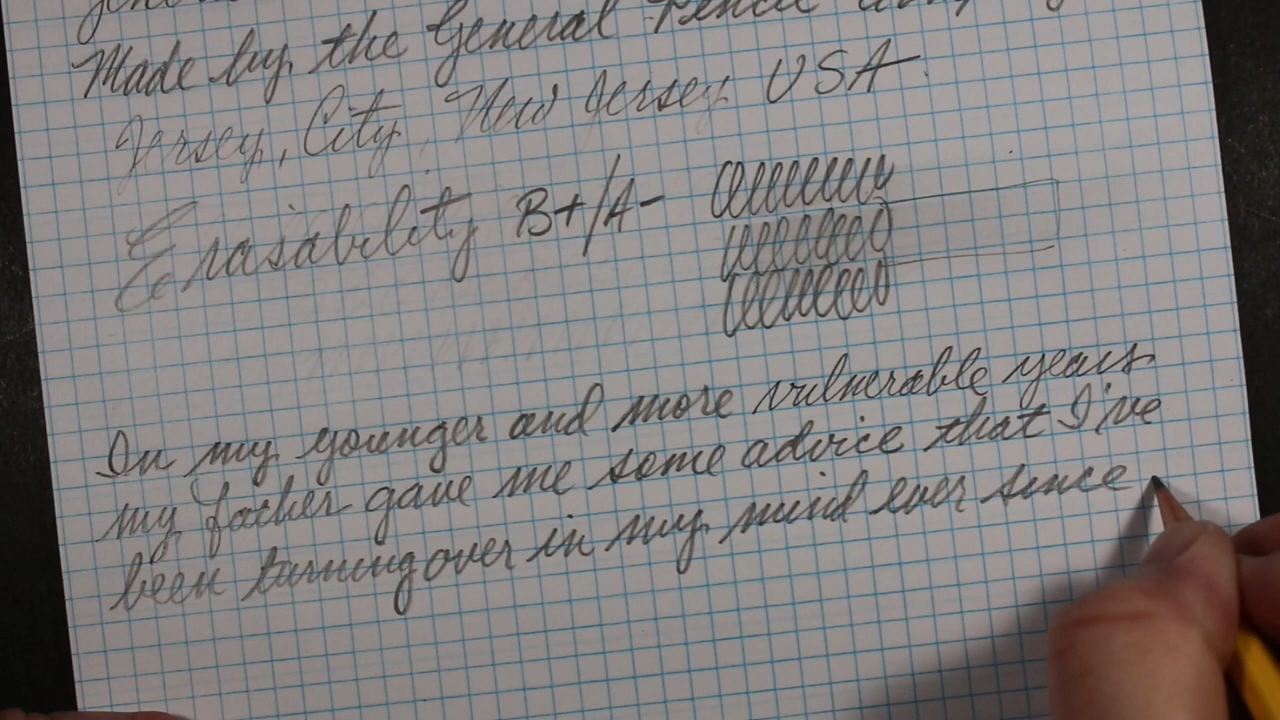 Made by the General Pencil
Jersey, City, New Jersey USA.
Erasability B+/A-
In my younger and more vulnerable years
my father gave me some advice that I've
been turning over in my mind ever since